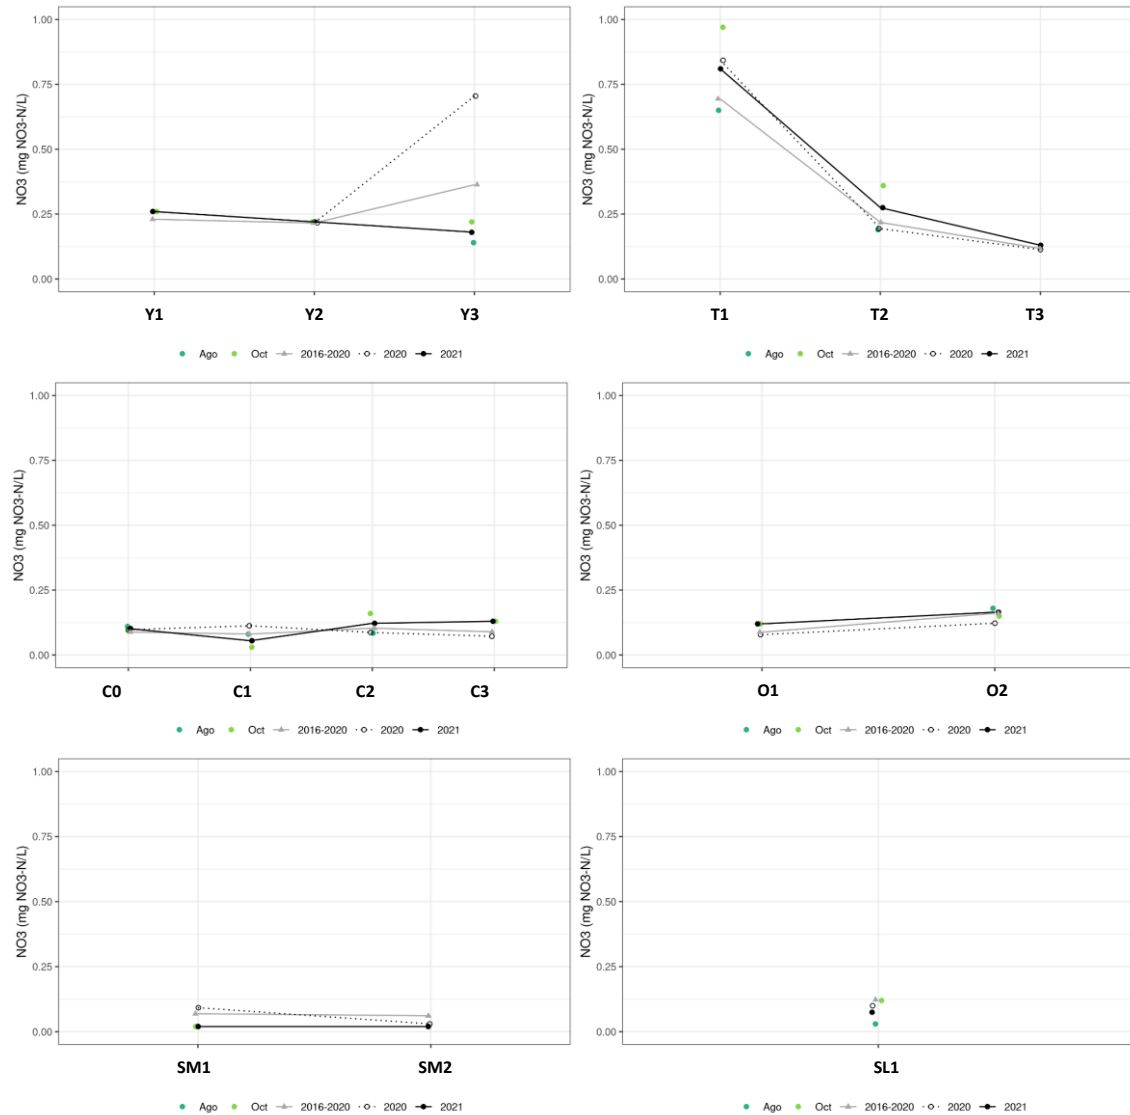 NO3 (mg NO3-N/L)
1.00
0.75
0.50
0.25
0.00
Y1 Y2 Y3
Ago Oct 2016-2020 2020 2021
NO3 (mg NO3-N/L)
1.00
0.75
0.50
0.25
0.00
T1 T2 T3
Ago Oct 2016-2020 2020 2021
NO3 (mg NO3-N/L)
1.00
0.75
0.50
0.25
0.00
C0 C1 C2 C3
Ago Oct 2016-2020 2020 2021
NO3 (mg NO3-N/L)
1.00
0.75
0.50
0.25
0.00
O1 O2
Ago Oct 2016-2020 2020 2021
NO3 (mg NO3-N/L)
1.00
0.75
0.50
0.25
0.00
SM1 SM2
Ago Oct 2016-2020 2020 2021
NO3 (mg NO3-N/L)
1.00
0.75
0.50
0.25
0.00
SL1
Ago Oct 2016-2020 2020 2021